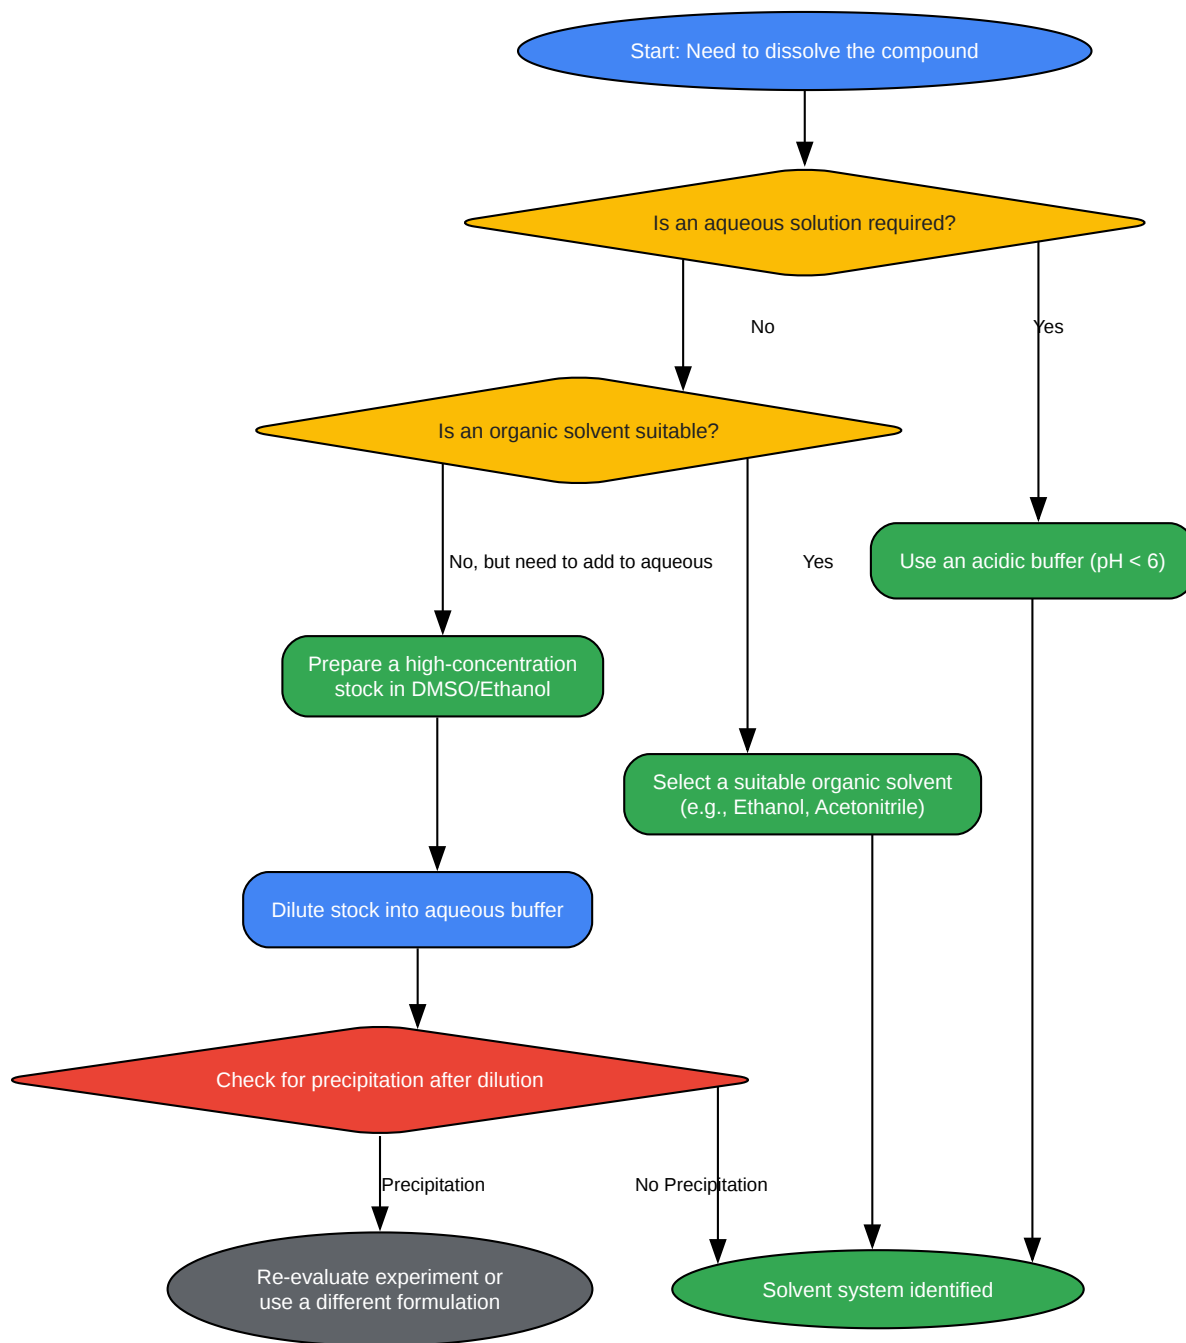 Start: Need to dissolve the compound
Is an aqueous solution required?
No
Yes
Is an organic solvent suitable?
No, but need to add to aqueous
Yes
Use an acidic buffer (pH < 6)
Prepare a high-concentration
stock in DMSO/Ethanol
Select a suitable organic solvent
(e.g., Ethanol, Acetonitrile)
Dilute stock into aqueous buffer
Check for precipitation after dilution
Precipitation
No Precipitation
Re-evaluate experiment or
use a different formulation
Solvent system identified